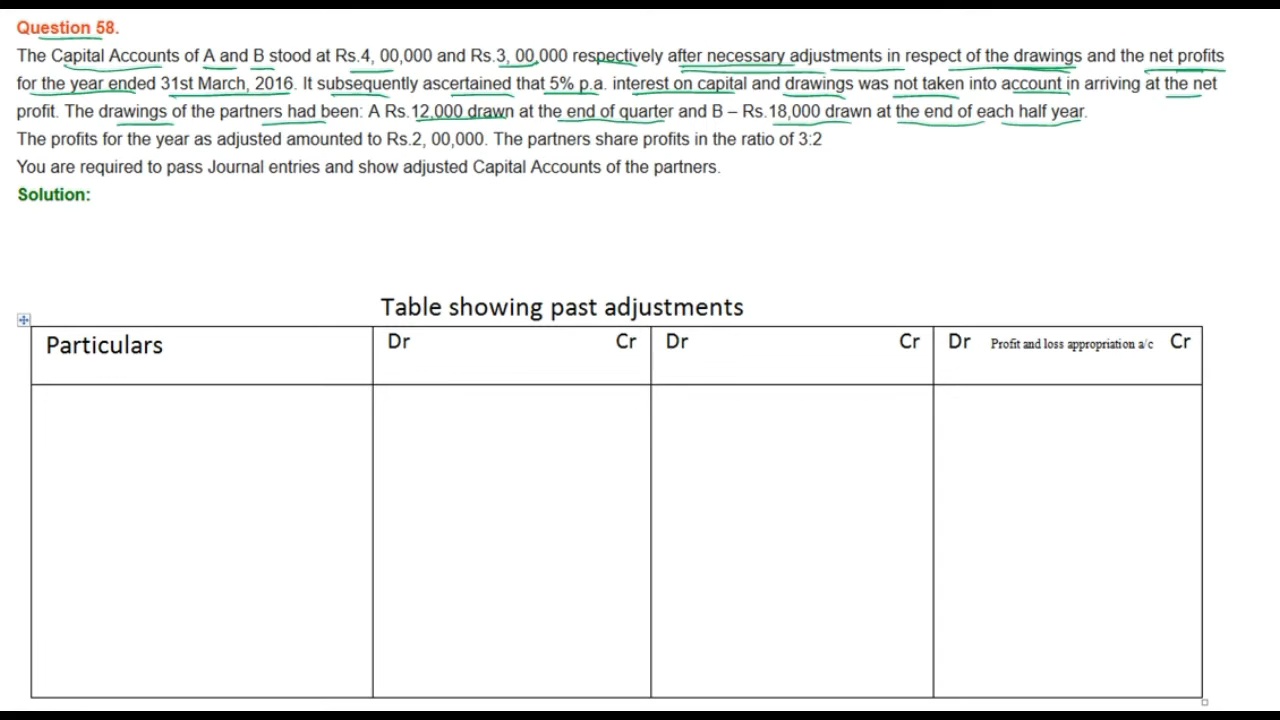 Question 58.
The Capital Accounts of A and B stood at Rs.4, 00,000 and Rs.3, 00,000 respectively after necessary adjustments in respect of the drawings and the net profits
for the year ended 31st March, 2016. It subsequently ascertained that 5% p.a. interest on capital and drawings was not taken into account in arriving at the net
profit. The drawings of the partners had been: A Rs.12,000 drawn at the end of quarter and B – Rs.18,000 drawn at the end of each half year.
The profits for the year as adjusted amounted to Rs.2, 00,000. The partners share profits in the ratio of 3:2
You are required to pass Journal entries and show adjusted Capital Accounts of the partners.
Solution:
Table showing past adjustments
Particulars Dr Cr Dr Cr Dr Profit and loss appropriation a/c Cr